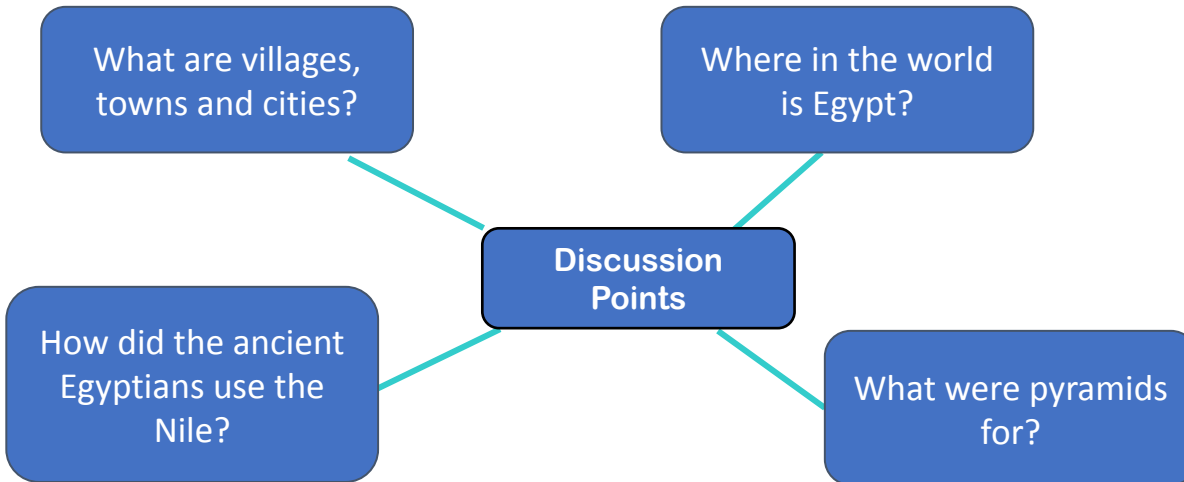 What are villages,
towns and cities?
Where in the world
is Egypt?
Discussion
Points
How did the ancient
Egyptians use the
Nile?
What were pyramids
for?